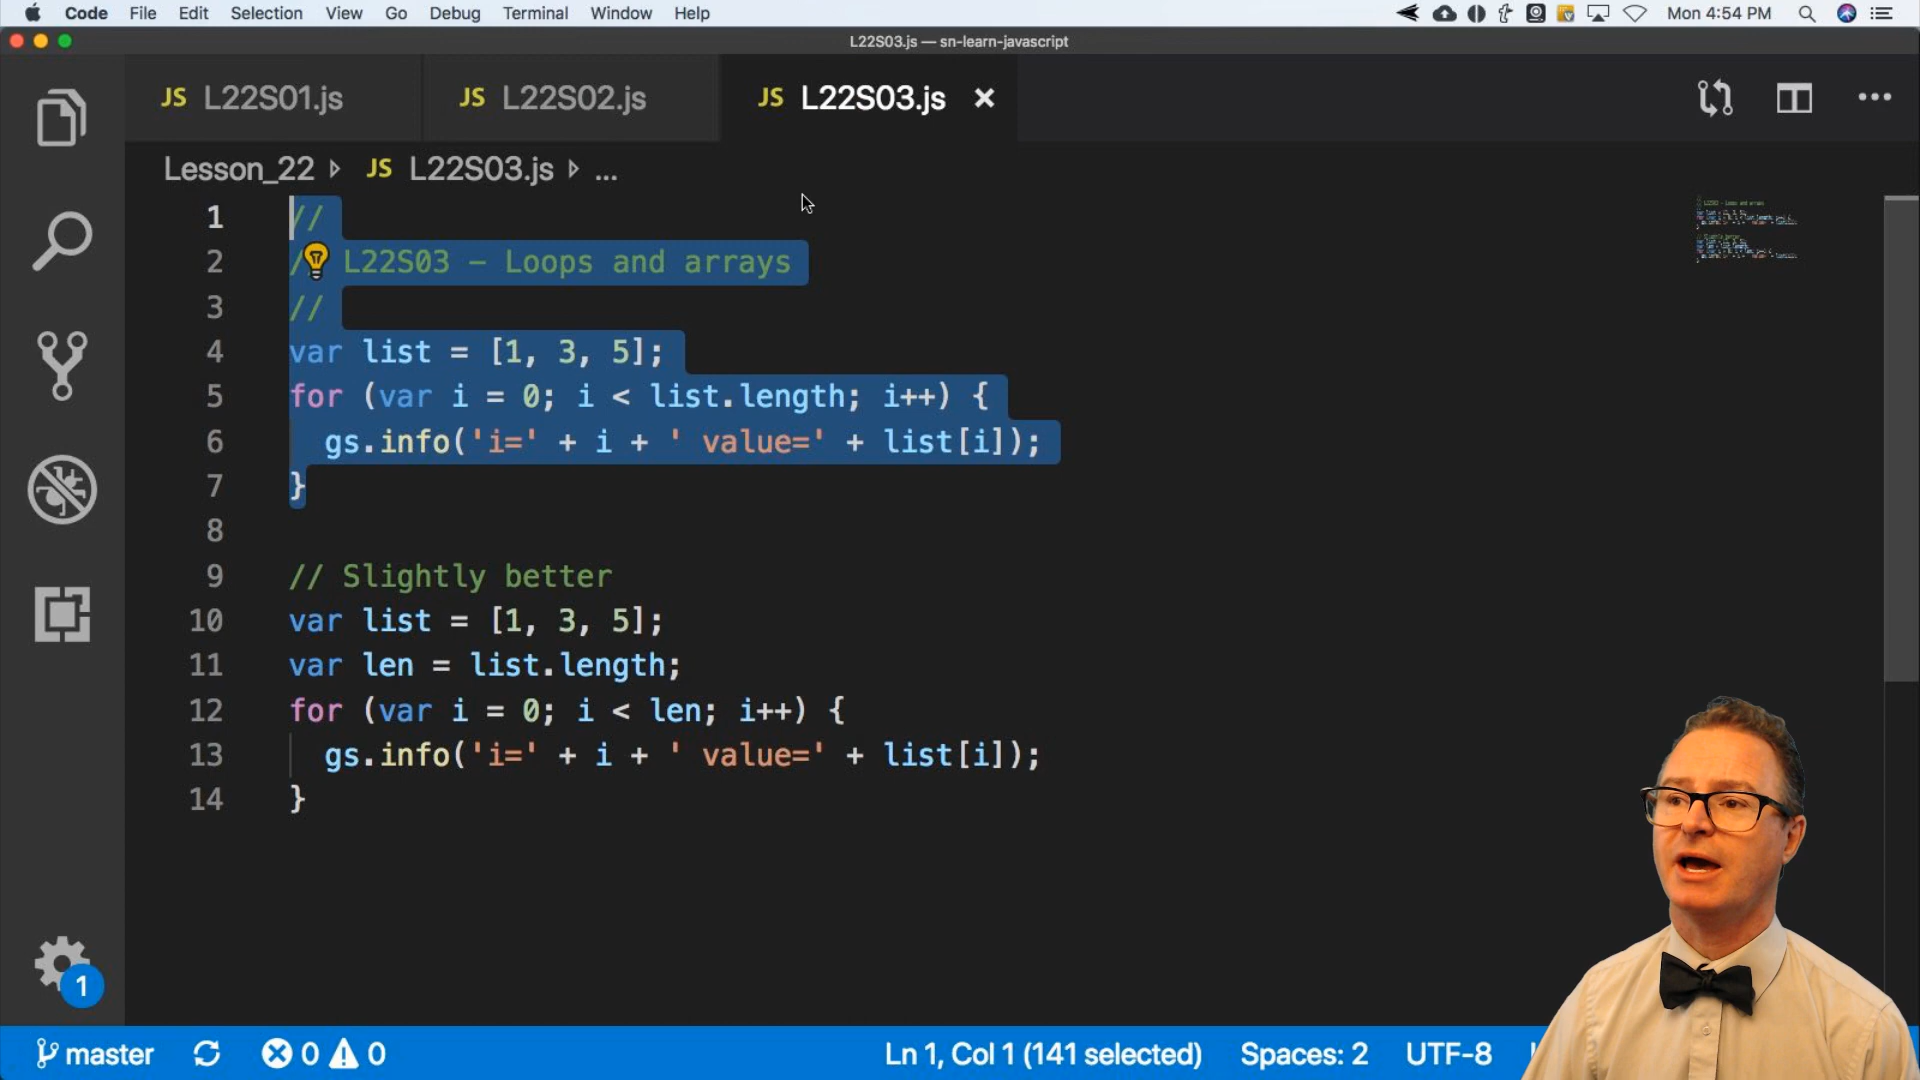 Code File Edit Selection View Go Debug Terminal Window Help Mon 4:54 PM
L22S03.js — sn-learn-javascript
JS L22S01.js JS L22S02.js JS L22S03.js
Lesson_22 JS L22S03.js ...
1 //
2 // L22S03 - Loops and arrays
3 //
4 var list = [1, 3, 5];
5 for (var i = 0; i < list.length; i++) {
6 gs.info('i=' + i + ' value=' + list[i]);
7 }
8
9 // Slightly better
10 var list = [1, 3, 5];
11 var len = list.length;
12 for (var i = 0; i < len; i++) {
13 gs.info('i=' + i + ' value=' + list[i]);
14 }
1
master 0 0 Ln 1, Col 1 (141 selected) Spaces: 2 UTF-8